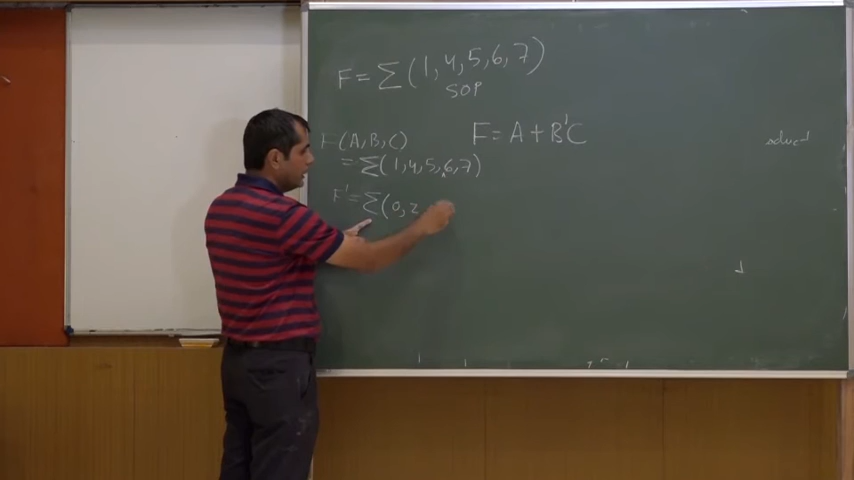 F = Σ(1,4,5,6,7)
SOP
F(A,B,C)
= Σ(1,4,5,6,7)
F' = Σ(0,2
F = A + B'C